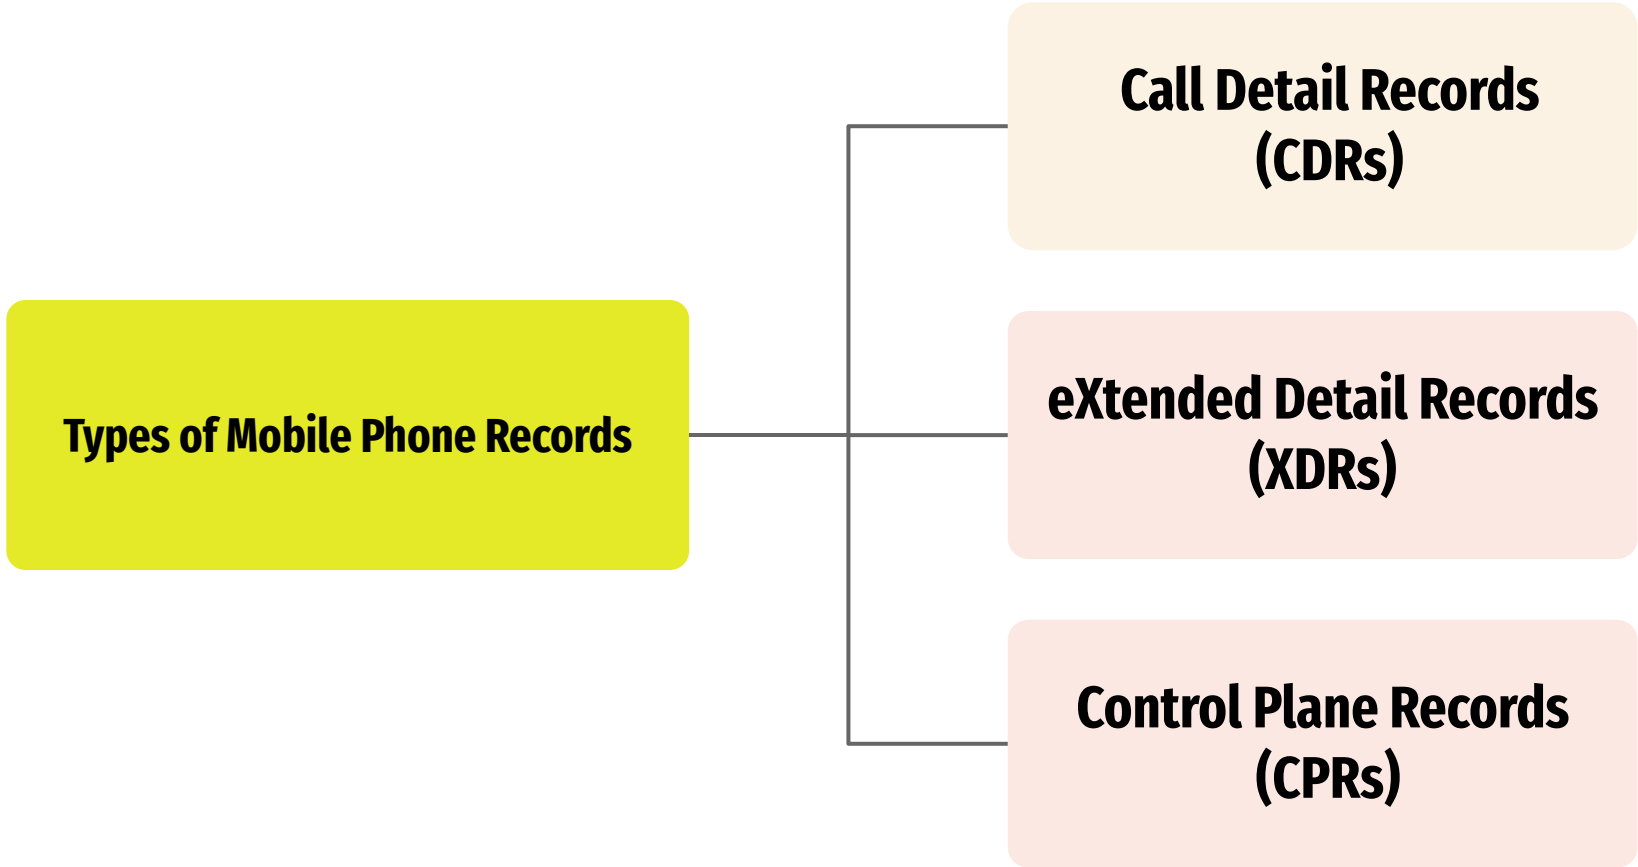 Call Detail Records
(CDRs)
Types of Mobile Phone Records
eXtended Detail Records
(XDRs)
Control Plane Records
(CPRs)